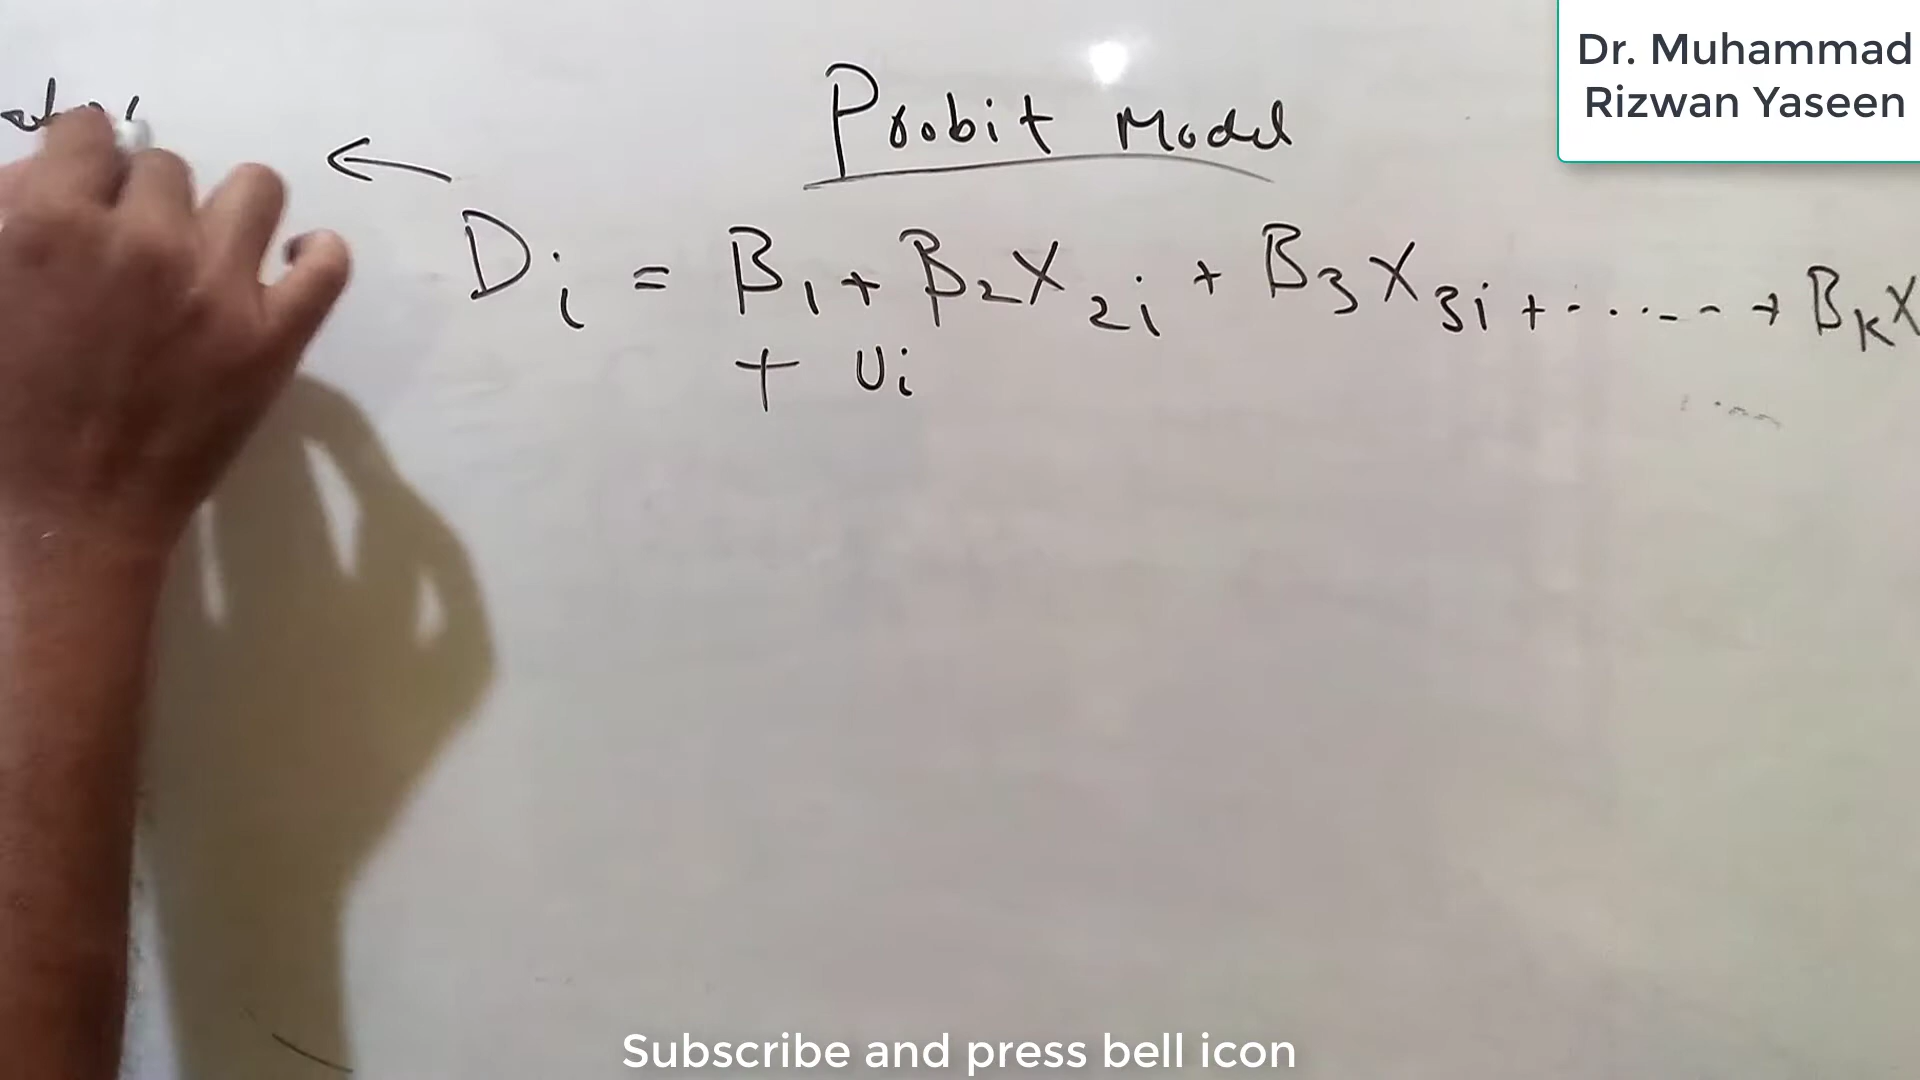 Dr. Muhammad
Rizwan Yaseen
Probit Model
Di = B1 + B2X2i + B3X3i + ...... + BKX
+ Ui
Subscribe and press bell icon